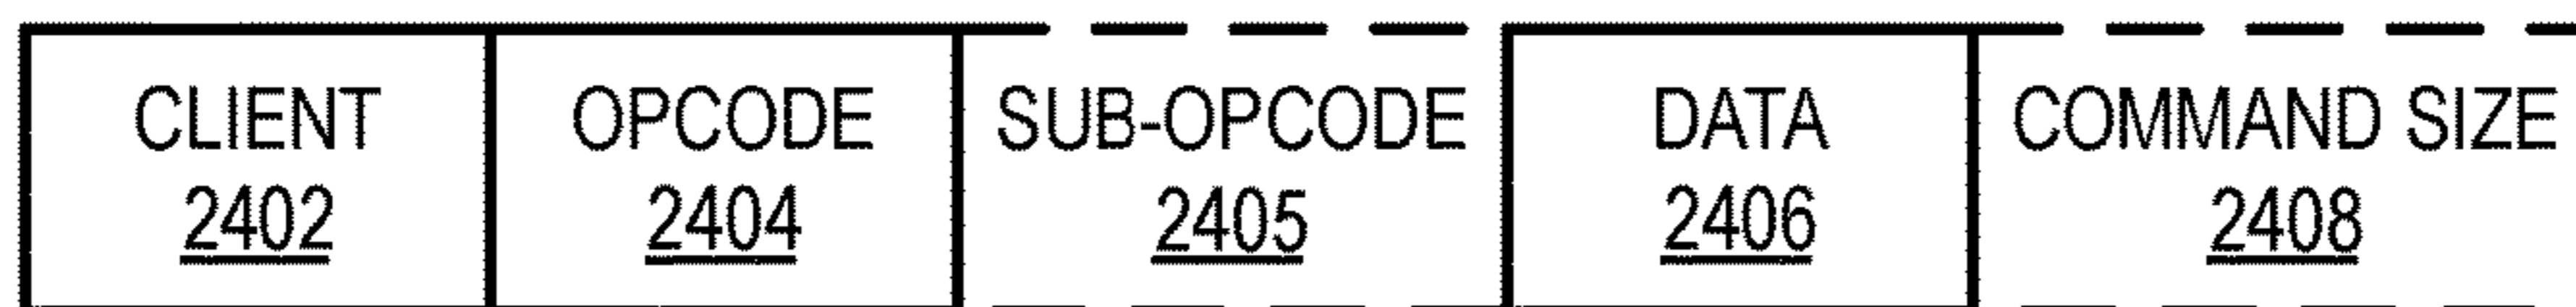 CLIENT OPCODE SUB-OPCODE DATA COMMAND SIZE
2402 2404 2405 2406 2408